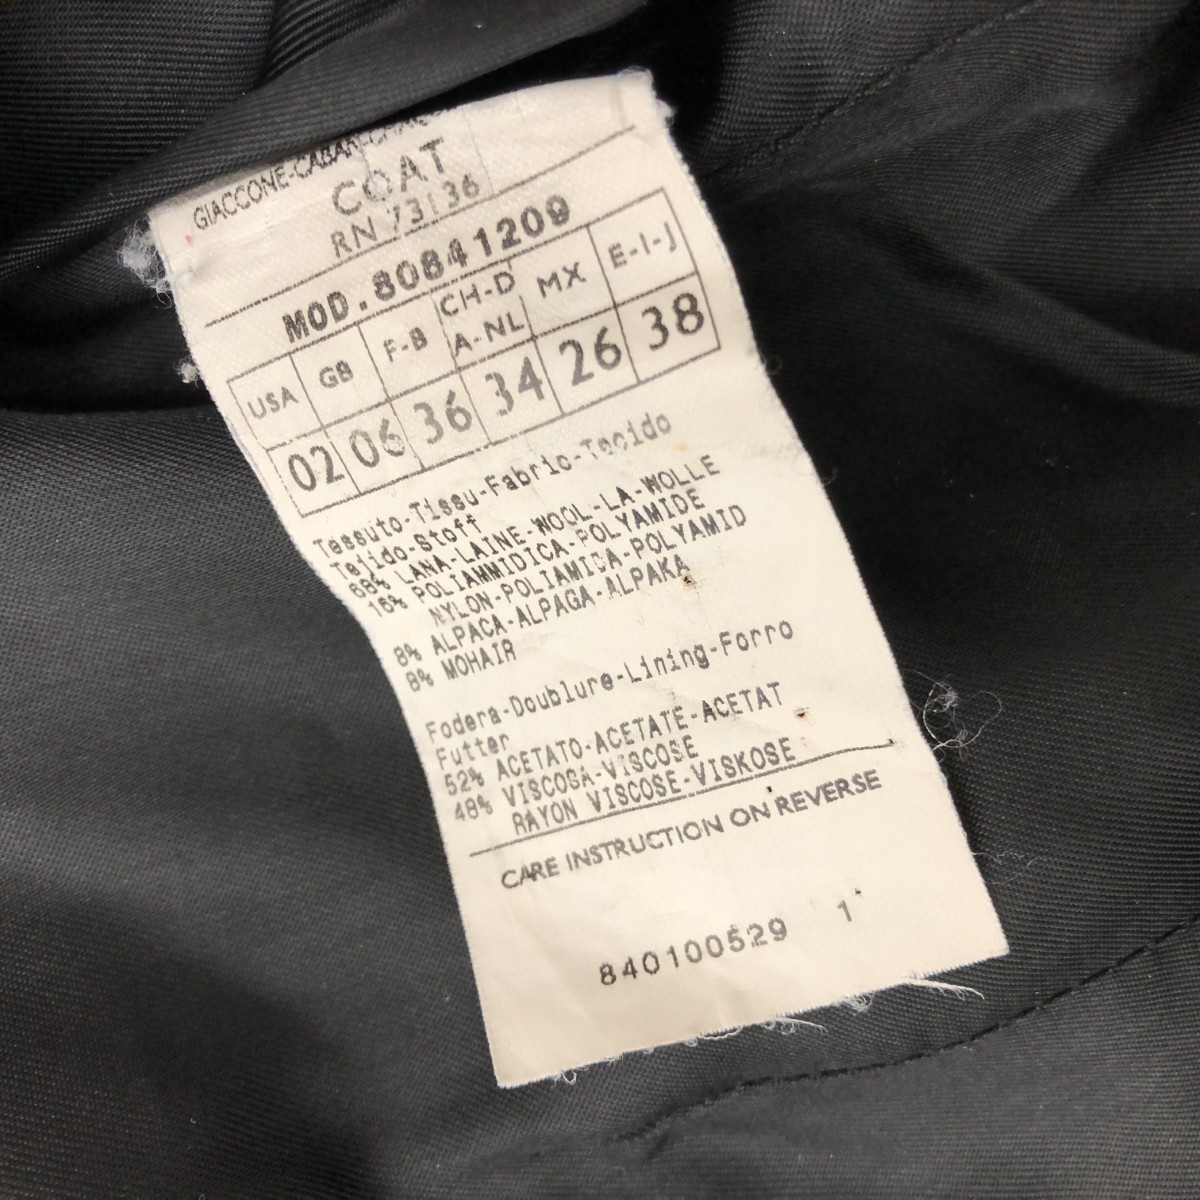 GIACCONE-CABAN-
COAT
RN 73136
MOD.80841209
USA GB F-B CH-D A-NL MX E-I-J
02 06 36 34 26 38
Tessuto-Tissu-Fabric-Tecido
Tejido-Stoff
68% LANA-LAINE-WOOL-LA-WOLLE
16% POLIAMMIDICA-POLYAMIDE
NYLON-POLIAMICA-POLYAMID
8% ALPACA-ALPAGA-ALPAKA
8% MOHAIR
Fodera-Doublure-Lining-Forro
Futter
52% ACETATO-ACETATE-ACETAT
48% VISCOSA-VISCOSE
RAYON VISCOSE-VISKOSE
CARE INSTRUCTION ON REVERSE
840100529 1